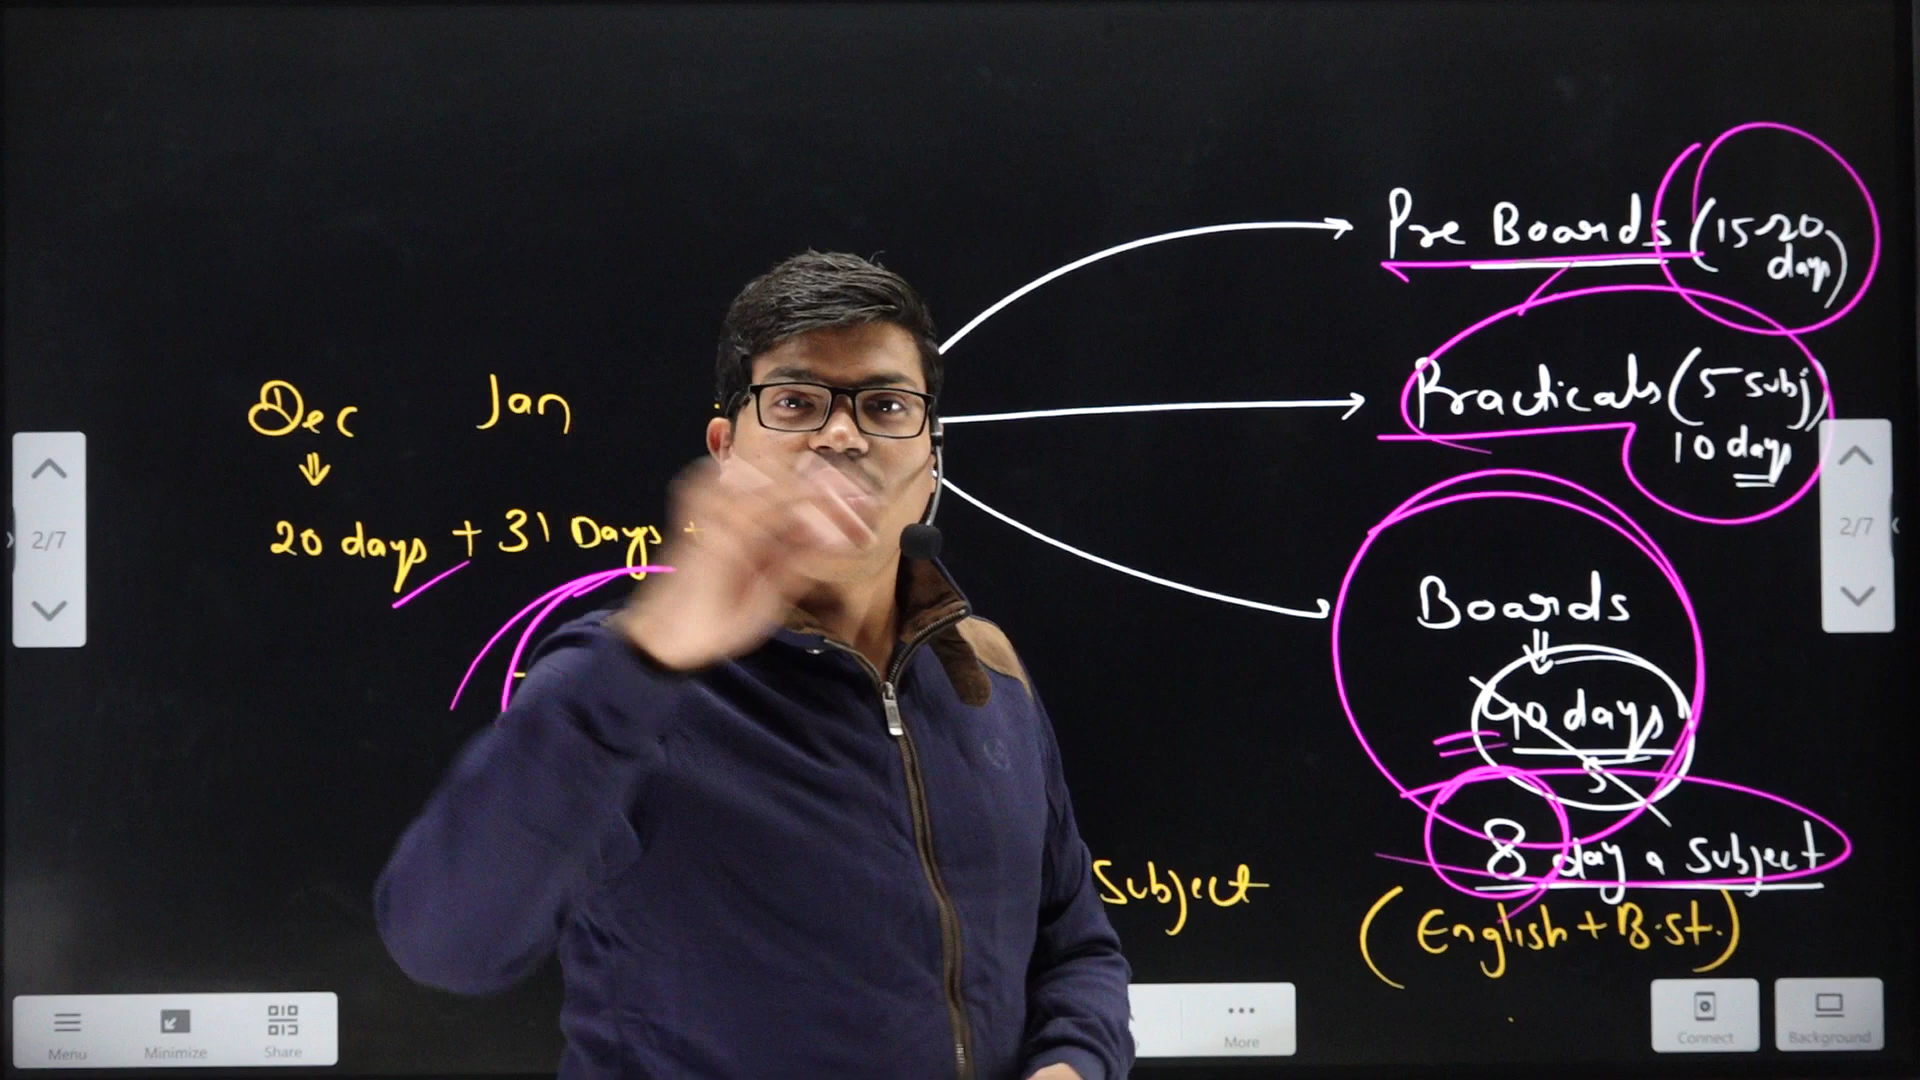 Pre Boards (15-20
days)
Practicals (5 subj)
10 days
Dec Jan
20 days + 31 Days +
2/7
2/7
Boards
40 days
5
8 day a Subject
Subject
(English + B.st.)
Menu
Minimize
Share
More
Connect
Background